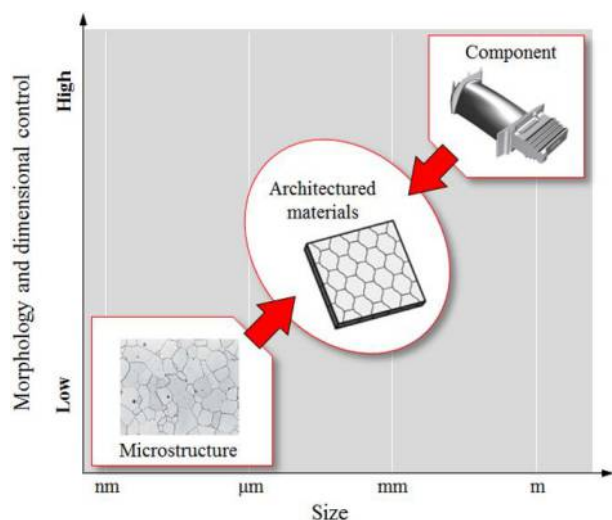 Morphology and dimensional control
High
Low
Component
Architectured
materials
Microstructure
nm
μm
mm
m
Size